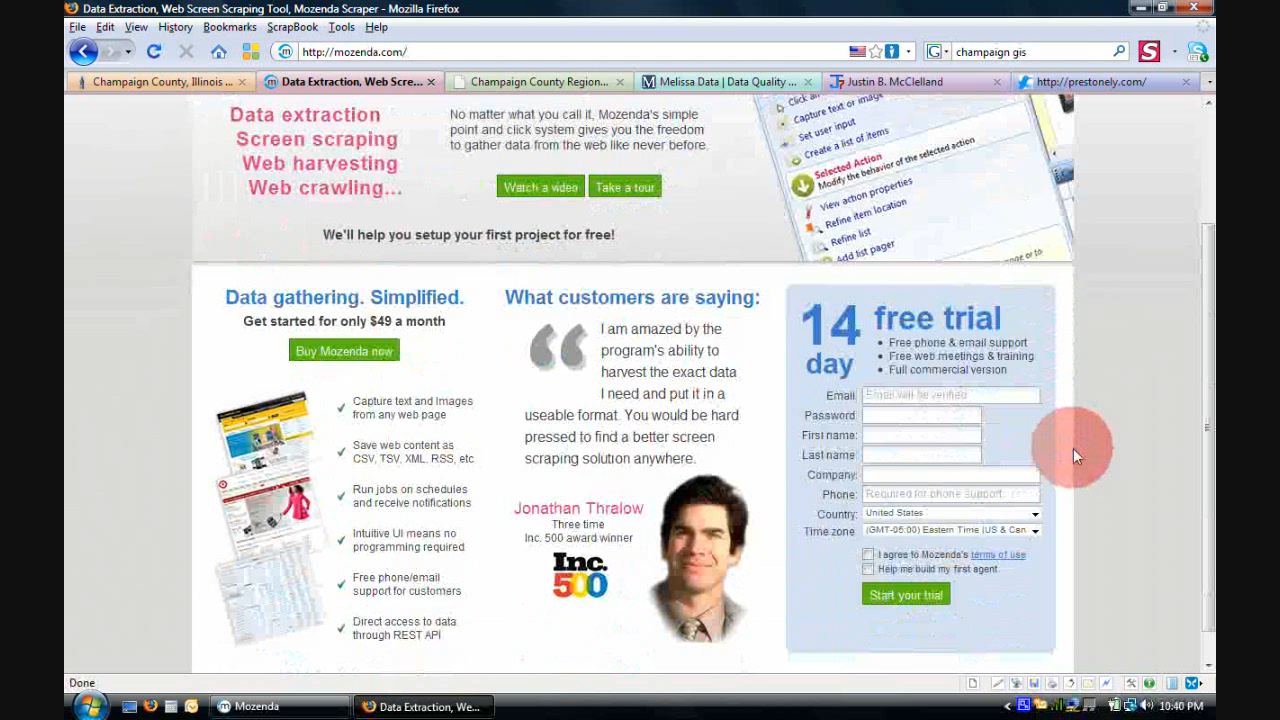 Data Extraction, Web Screen Scraping Tool, Mozenda Scraper - Mozilla Firefox
File Edit View History Bookmarks ScrapBook Tools Help
http://mozenda.com/
champaign gis
Champaign County, Illinois ...
Data Extraction, Web Scre...
Champaign County Region...
Melissa Data | Data Quality ...
Justin B. McClelland
http://prestonely.com/
Data extraction
Screen scraping
Web harvesting
Web crawling...
No matter what you call it, Mozenda's simple
point and click system gives you the freedom
to gather data from the web like never before.
Watch a video
Take a tour
We'll help you setup your first project for free!
Capture text or image
Set user input
Create a list of items
Selected Action
Modify the behavior of the selected action
View action properties
Refine item location
Refine list
Add list pager
Data gathering. Simplified.
Get started for only $49 a month
Buy Mozenda now
Capture text and Images
from any web page
Save web content as
CSV, TSV, XML, RSS, etc
Run jobs on schedules
and receive notifications
Intuitive UI means no
programming required
Free phone/email
support for customers
Direct access to data
through REST API
What customers are saying:
I am amazed by the
program's ability to
harvest the exact data
I need and put it in a
useable format. You would be hard
pressed to find a better screen
scraping solution anywhere.
Jonathan Thralow
Three time
Inc. 500 award winner
Inc.
500
14
day
free trial
Free phone & email support
Free web meetings & training
Full commercial version
Email: Email will be verified
Password:
First name:
Last name:
Company:
Phone: Required for phone support
Country: United States
Time zone (GMT-05:00) Eastern Time (US & Can
I agree to Mozenda's terms of use
Help me build my first agent.
Start your trial
Done
Mozenda
Data Extraction, We...
10:40 PM